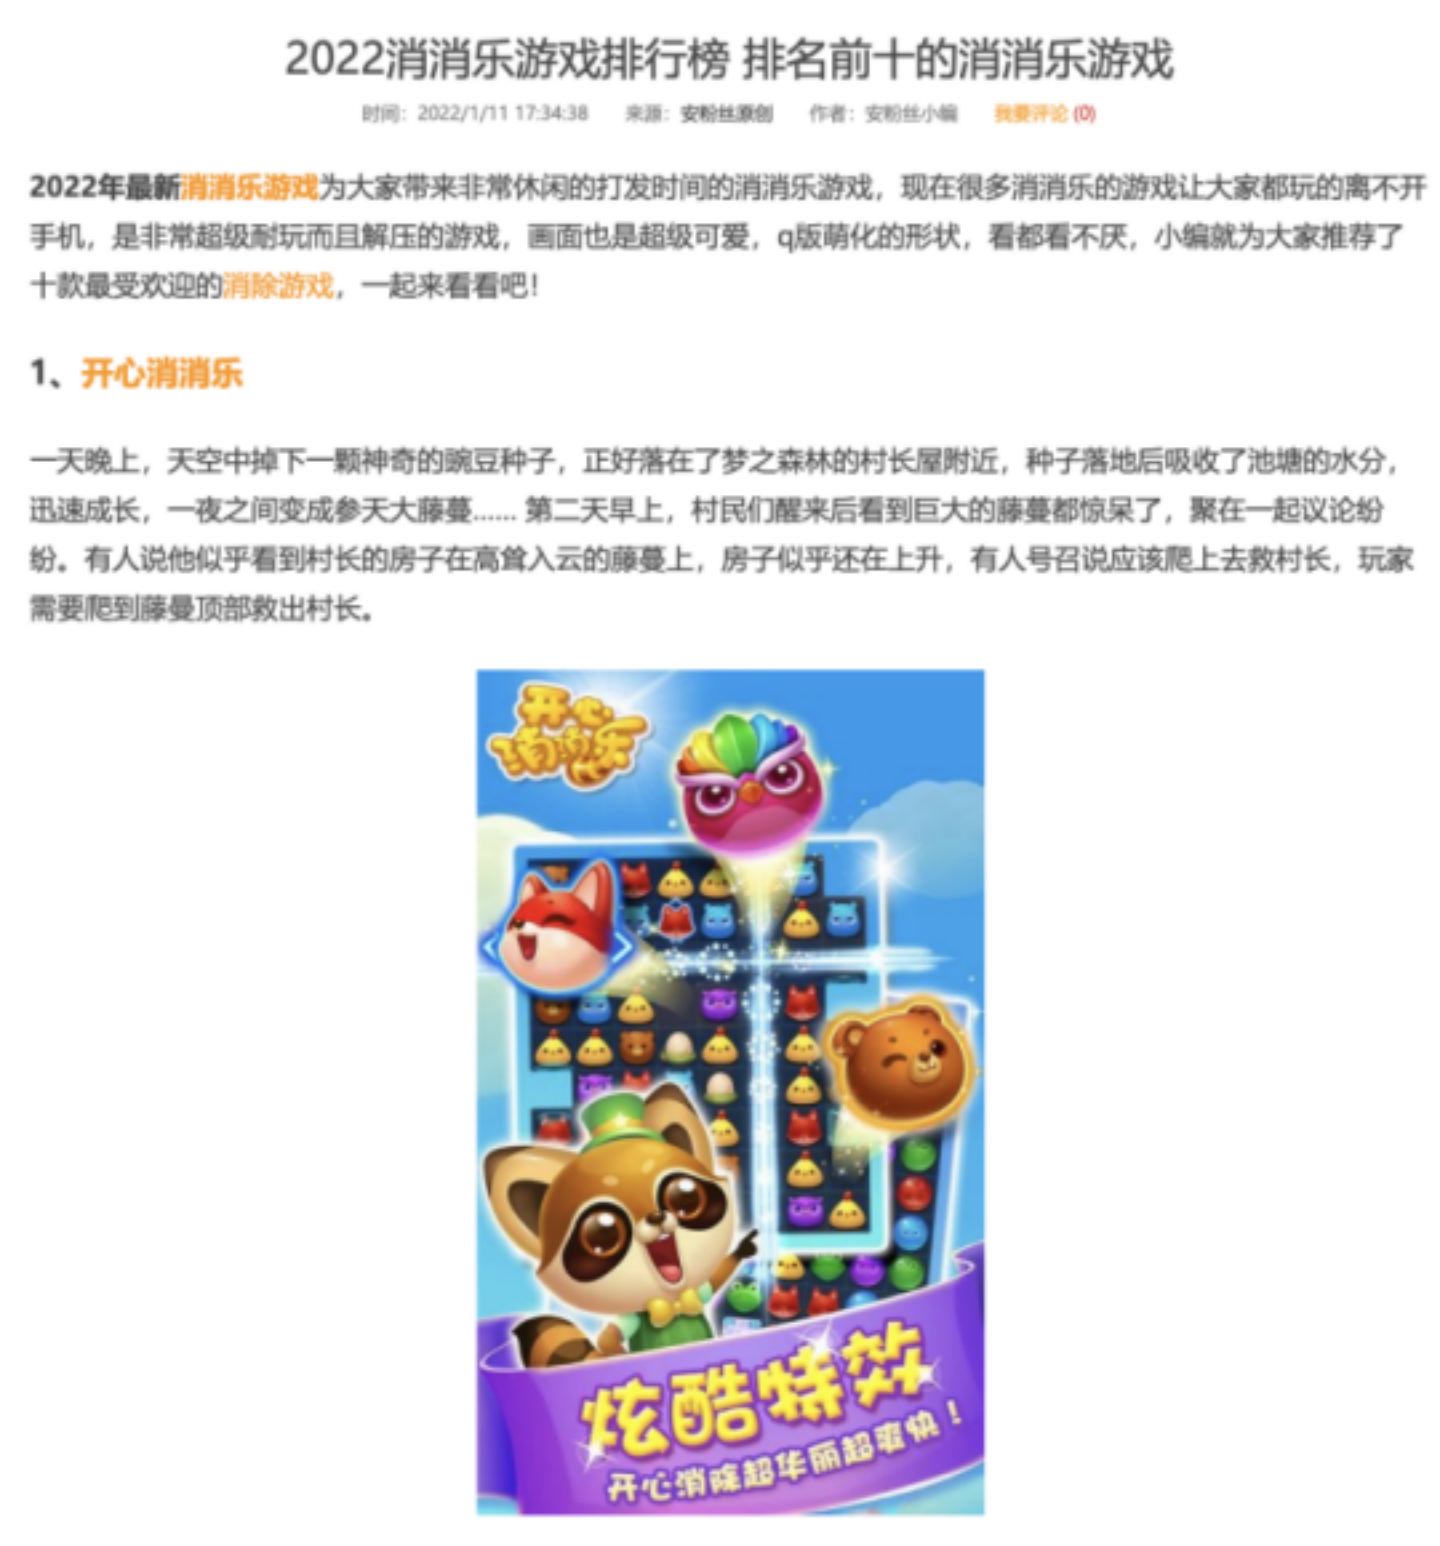 2022消消乐游戏排行榜 排名前十的消消乐游戏
时间：2022/1/11 17:34:38 来源：安粉丝原创 作者：安粉丝小编 我要评论 (0)
2022年最新消消乐游戏为大家带来非常休闲的打发时间的消消乐游戏，现在很多消消乐的游戏让大家都玩的离不开
手机，是非常超级耐玩而且解压的游戏，画面也是超级可爱，q版萌化的形状，看都看不厌，小编就为大家推荐了
十款最受欢迎的消除游戏，一起来看看吧！
1、开心消消乐
一天晚上，天空中掉下一颗神奇的豌豆种子，正好落在了梦之森林的村长屋附近，种子落地后吸收了池塘的水分，
迅速成长，一夜之间变成参天大藤蔓...... 第二天早上，村民们醒来后看到巨大的藤蔓都惊呆了，聚在一起议论纷
纷。有人说他似乎看到村长的房子在高耸入云的藤蔓上，房子似乎还在上升，有人号召说应该爬上去救村长，玩家
需要爬到藤曼顶部救出村长。
开心
消消乐
炫酷特效
开心消除超华丽超爽快！